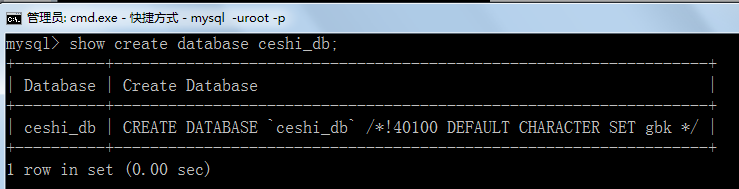 管理员: cmd.exe - 快捷方式 - mysql -uroot -p
mysql> show create database ceshi_db;
+----------+--------------------------------------------------------------+
| Database | Create Database                                              |
+----------+--------------------------------------------------------------+
| ceshi_db | CREATE DATABASE `ceshi_db` /*!40100 DEFAULT CHARACTER SET gbk */ |
+----------+--------------------------------------------------------------+
1 row in set (0.00 sec)